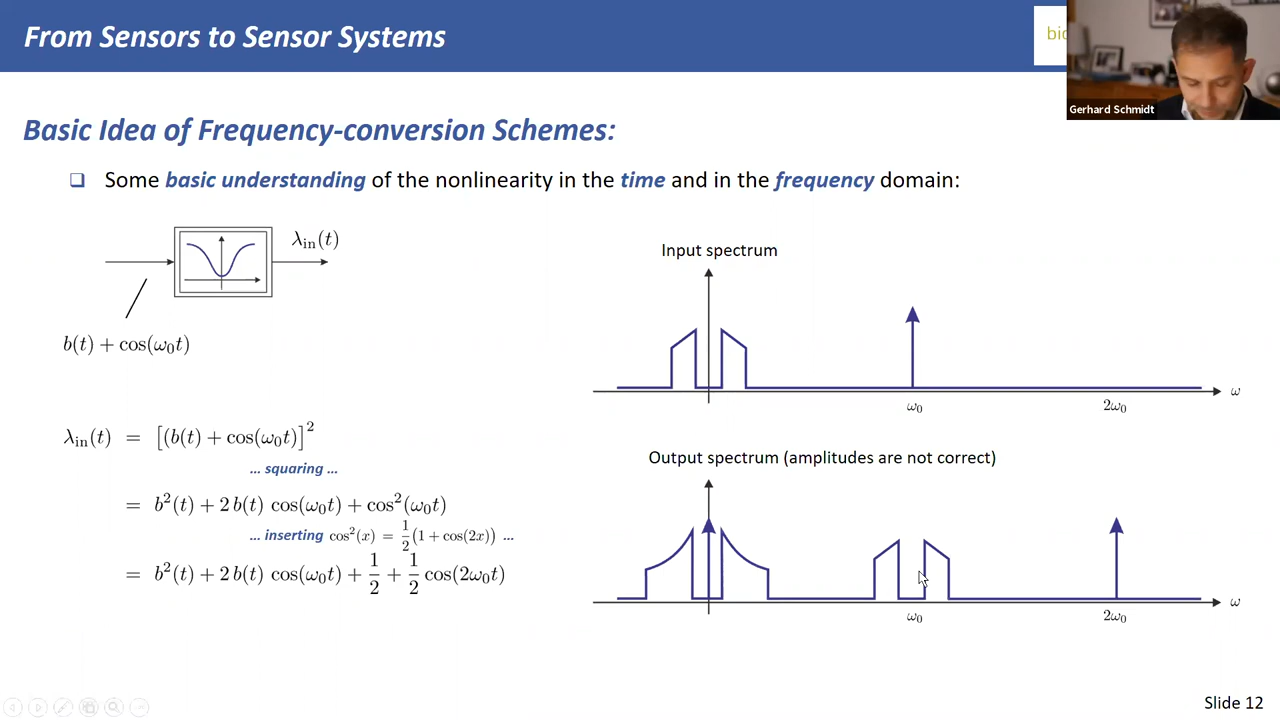 From Sensors to Sensor Systems
bio
Gerhard Schmidt
Basic Idea of Frequency-conversion Schemes:
❑ Some basic understanding of the nonlinearity in the time and in the frequency domain:
λin(t)
b(t) + cos(ω₀t)
Input spectrum
ω
ω₀
2ω₀
λin(t) = [(b(t) + cos(ω₀t)]²
... squaring ...
= b²(t) + 2 b(t) cos(ω₀t) + cos²(ω₀t)
... inserting cos²(x) = 1/2(1 + cos(2x)) ...
= b²(t) + 2 b(t) cos(ω₀t) + 1/2 + 1/2 cos(2ω₀t)
Output spectrum (amplitudes are not correct)
ω
ω₀
2ω₀
Slide 12